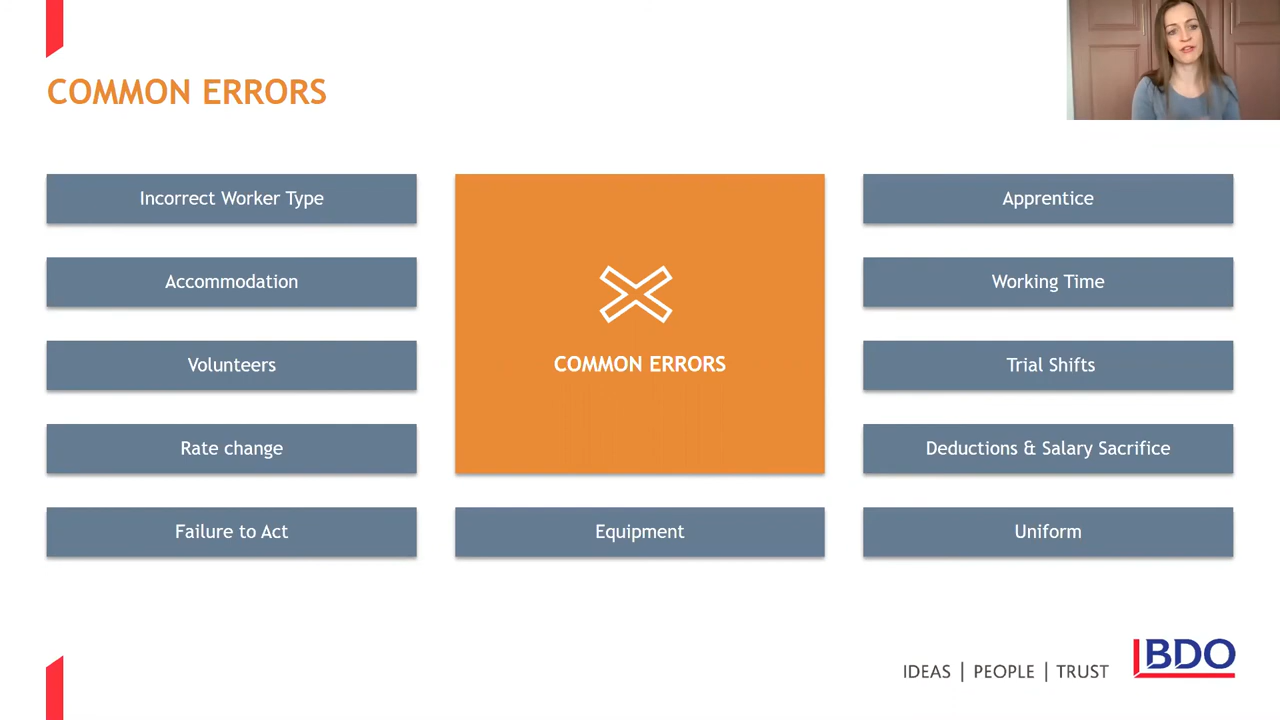 COMMON ERRORS
Incorrect Worker Type
Accommodation
Volunteers
Rate change
Failure to Act
COMMON ERRORS
Equipment
Apprentice
Working Time
Trial Shifts
Deductions & Salary Sacrifice
Uniform
IDEAS | PEOPLE | TRUST
BDO